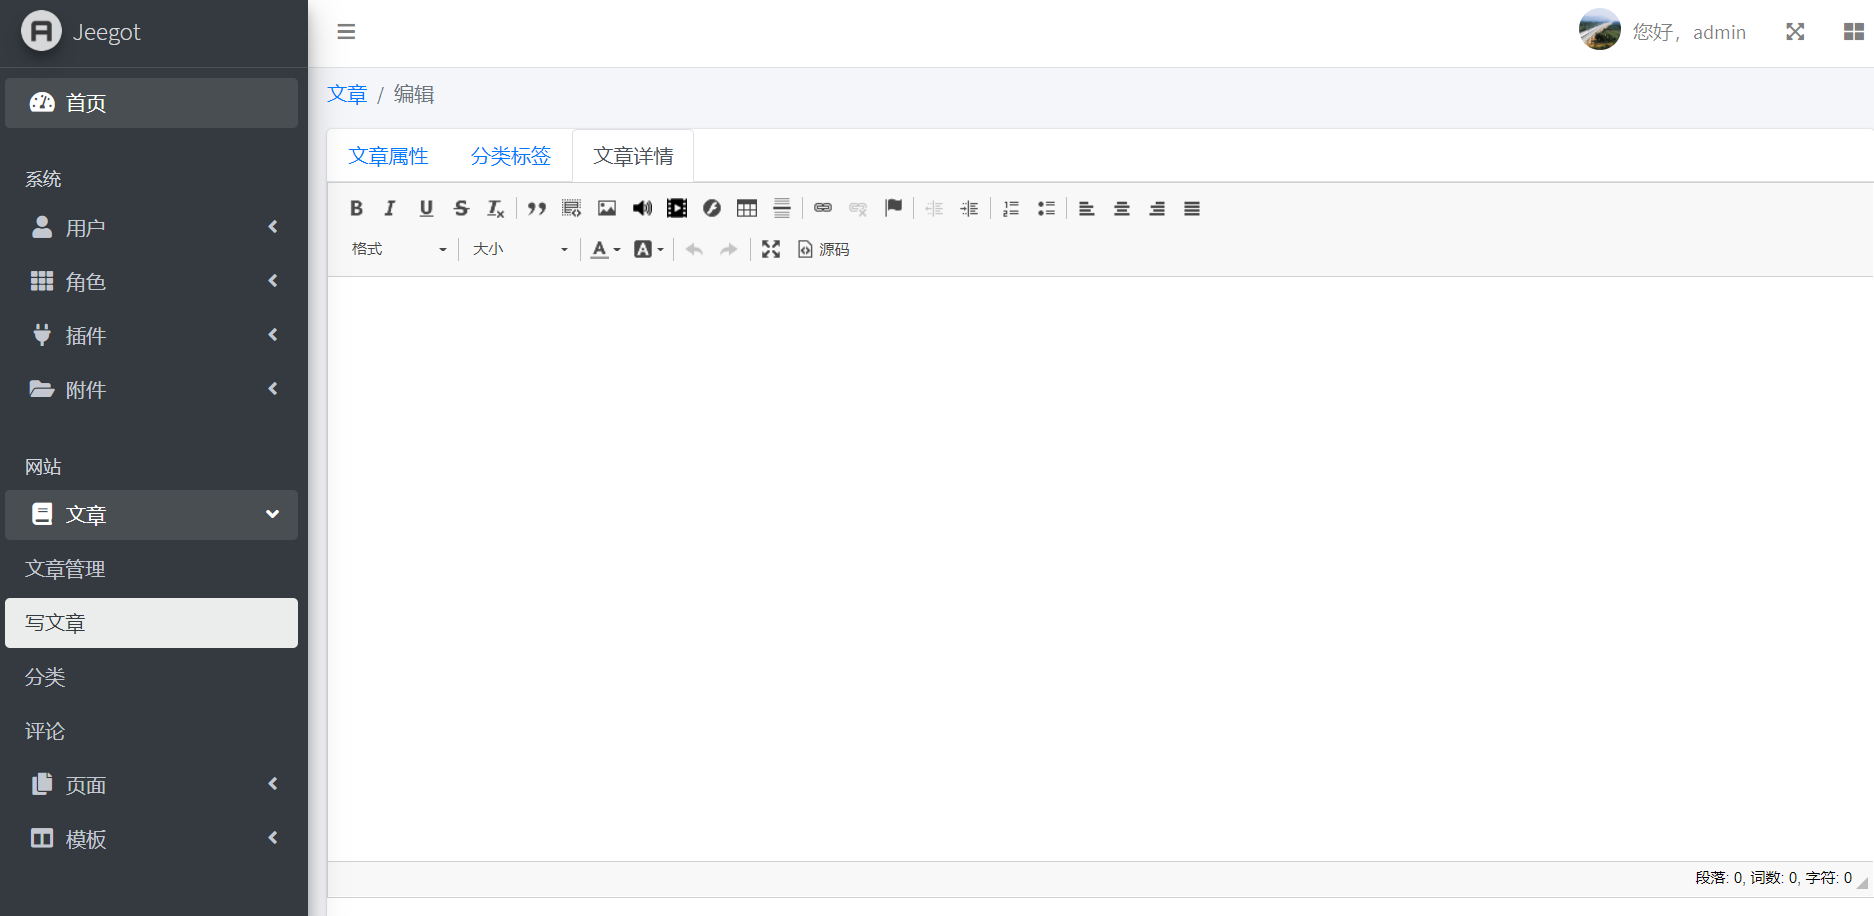 Jeegot
您好，admin
首页
系统
用户
角色
插件
附件
网站
文章
文章管理
写文章
分类
评论
页面
模板
文章 / 编辑
文章属性 分类标签 文章详情
格式 大小 源码
段落: 0, 词数: 0, 字符: 0